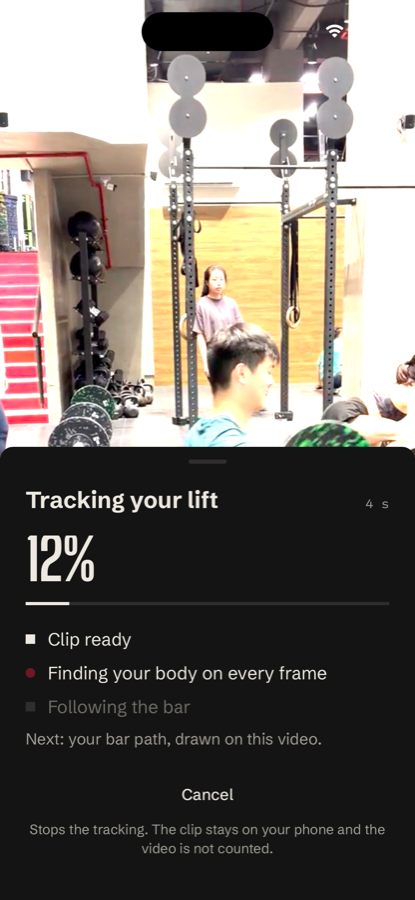 Tracking your lift
4 s
12%
Clip ready
Finding your body on every frame
Following the bar
Next: your bar path, drawn on this video.
Cancel
Stops the tracking. The clip stays on your phone and the
video is not counted.